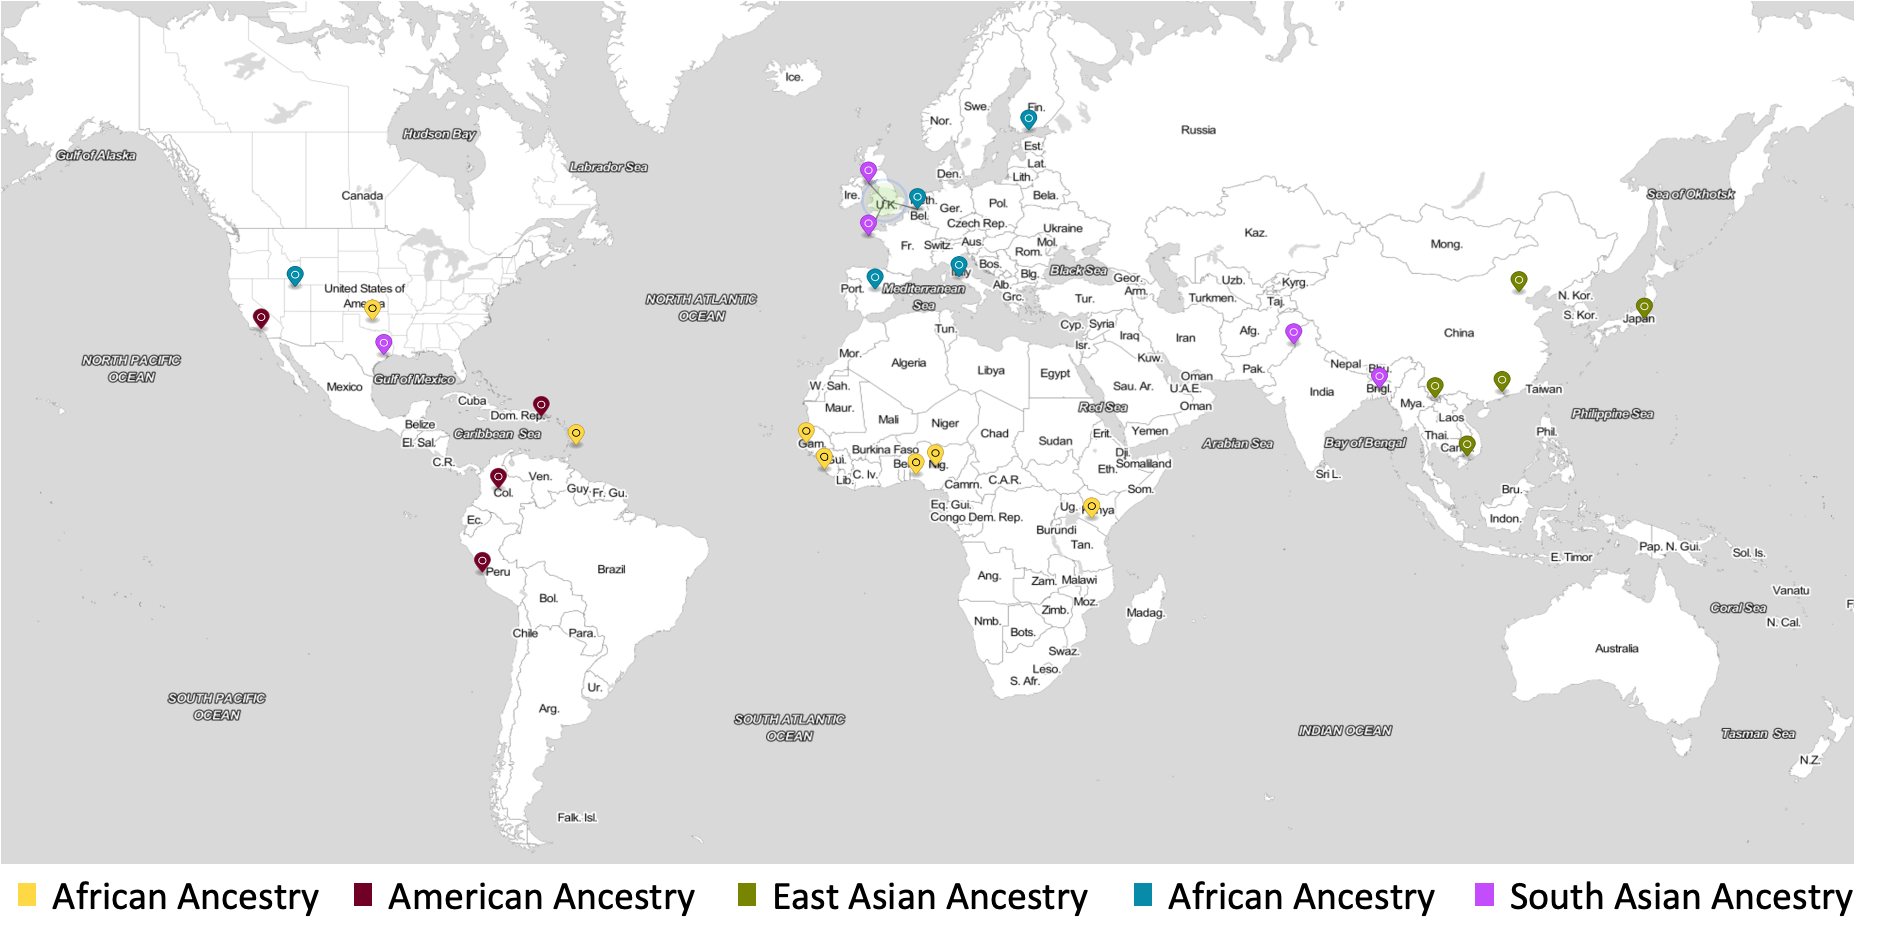 Ice.
Swe.
Fin.
Nor.
Russia
Hudson Bay
Gulf of Alaska
Labrador Sea
Est.
Lat.
Lith.
Den.
Canada
Ire.
U.K.
Bel.
Ger.
Pol.
Bela.
Sea of Okhotsk
Czech Rep.
Ukraine
Kaz.
Mong.
Fr.
Switz.
Aus.
Mol.
Rom.
Bos.
Blg.
Black Sea
Geor.
Arm.
Uzb.
Kyrg.
Turkmen.
Taj.
United States of
America
Port.
Mediterranean
Sea
Alb.
Grc.
Tur.
N. Kor.
S. Kor.
Japan
NORTH ATLANTIC
OCEAN
Tun.
Cyp.
Syria
Isr.
Iraq
Iran
Afg.
China
NORTH PACIFIC
OCEAN
Mor.
Algeria
Libya
Egypt
Kuw.
Pak.
Nepal
Bhu.
Bngl.
India
Taiwan
Mexico
Gulf of Mexico
W. Sah.
Sau. Ar.
Oman
U.A.E.
Oman
Cuba
Dom. Rep.
Maur.
Mali
Niger
Chad
Sudan
Red Sea
Erit.
Yemen
Arabian Sea
Bay of Bengal
Mya.
Laos
Thai.
Philippine Sea
Phil.
Belize
El. Sal.
Caribbean Sea
C.R.
Gam.
Burkina Faso
Lib.
C. Iv.
Nig.
Camrn.
C.A.R.
Dji.
Somaliland
Eth.
Som.
Sri L.
Ven.
Col.
Guy.
Fr. Gu.
Ec.
Eq. Gui.
Congo
Dem. Rep.
Ug.
Kenya
Burundi
Tan.
Bru.
Indon.
E. Timor
Pap. N. Gui.
Sol. Is.
Peru
Brazil
Bol.
Ang.
Zam.
Malawi
Moz.
Zimb.
Madag.
Vanatu
Coral Sea
N. Cal.
F
Chile
Para.
Nmb.
Bots.
Swaz.
Leso.
S. Afr.
Australia
Ur.
Arg.
SOUTH PACIFIC
OCEAN
SOUTH ATLANTIC
OCEAN
INDIAN OCEAN
Tasman Sea
N.Z.
Falk. Isl.
African Ancestry
American Ancestry
East Asian Ancestry
African Ancestry
South Asian Ancestry